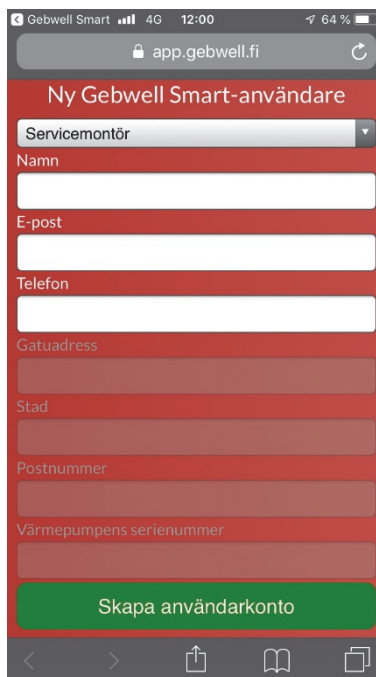 Gebwell Smart 4G 12:00 64 %
app.gebwell.fi
Ny Gebwell Smart-användare
Servicemontör
Namn
E-post
Telefon
Gatuadress
Stad
Postnummer
Värmepumpens serienummer
Skapa användarkonto